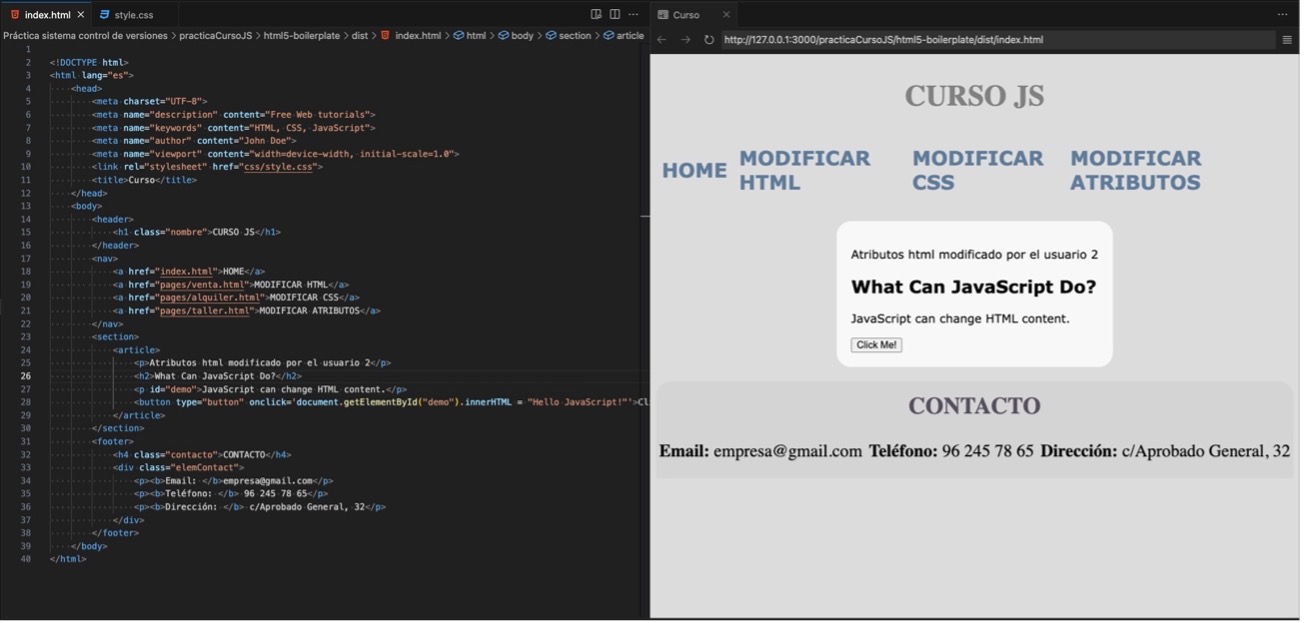 index.html
style.css
Práctica sistema control de versiones > practicaCursoJS > html5-boilerplate > dist > index.html > html > body > section > article
1
2 <!DOCTYPE html>
3 <html lang="es">
4 <head>
5 <meta charset="UTF-8">
6 <meta name="description" content="Free Web tutorials">
7 <meta name="keywords" content="HTML, CSS, JavaScript">
8 <meta name="author" content="John Doe">
9 <meta name="viewport" content="width=device-width, initial-scale=1.0">
10 <link rel="stylesheet" href="css/style.css">
11 <title>Curso</title>
12 </head>
13 <body>
14 <header>
15 <h1 class="nombre">CURSO JS</h1>
16 </header>
17 <nav>
18 <a href="index.html">HOME</a>
19 <a href="pages/venta.html">MODIFICAR HTML</a>
20 <a href="pages/alquiler.html">MODIFICAR CSS</a>
21 <a href="pages/taller.html">MODIFICAR ATRIBUTOS</a>
22 </nav>
23 <section>
24 <article>
25 <p>Atributos html modificado por el usuario 2</p>
26 <h2>What Can JavaScript Do?</h2>
27 <p id="demo">JavaScript can change HTML content.</p>
28 <button type="button" onclick='document.getElementById("demo").innerHTML = "Hello JavaScript!"'>Cl
29 </article>
30 </section>
31 <footer>
32 <h4 class="contacto">CONTACTO</h4>
33 <div class="elemContact">
34 <p><b>Email: </b>empresa@gmail.com</p>
35 <p><b>Teléfono: </b> 96 245 78 65</p>
36 <p><b>Dirección: </b> c/Aprobado General, 32</p>
37 </div>
38 </footer>
39 </body>
40 </html>
Curso
http://127.0.0.1:3000/practicaCursoJS/html5-boilerplate/dist/index.html
CURSO JS
HOME
MODIFICAR
HTML
MODIFICAR
CSS
MODIFICAR
ATRIBUTOS
Atributos html modificado por el usuario 2
What Can JavaScript Do?
JavaScript can change HTML content.
Click Me!
CONTACTO
Email: empresa@gmail.com Teléfono: 96 245 78 65 Dirección: c/Aprobado General, 32